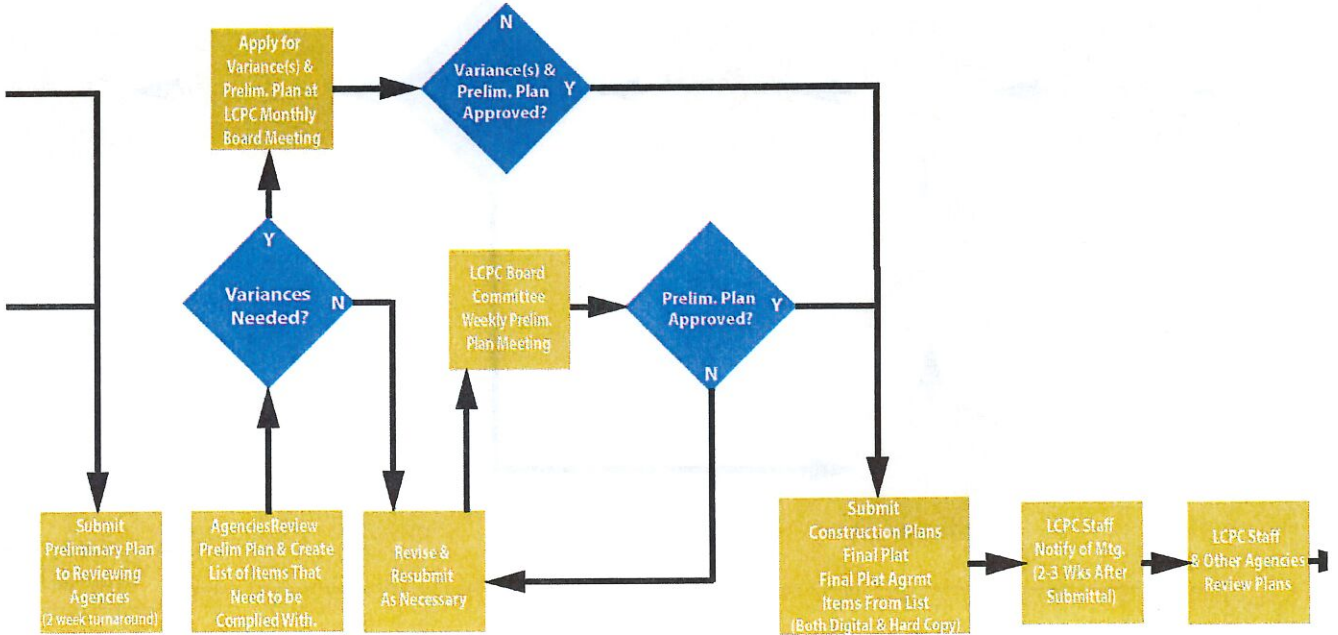 Apply for
Variance(s) &
Prelim. Plan at
LCPC Monthly
Board Meeting
N
Variance(s) &
Prelim. Plan
Approved?
Y
Y
Variances
Needed?
N
LCPC Board
Committee
Weekly Prelim.
Plan Meeting
Prelim. Plan
Approved?
Y
N
Submit
Preliminary Plan
to Reviewing
Agencies
(2 week turnaround)
Agencies Review
Prelim Plan & Create
List of Items That
Need to be
Complied With.
Revise &
Resubmit
As Necessary
Submit
Construction Plans
Final Plat
Final Plat Agrmt
Items From List
(Both Digital & Hard Copy)
LCPC Staff
Notify of Mtg.
(2-3 Wks After
Submittal)
LCPC Staff
& Other Agencies
Review Plans